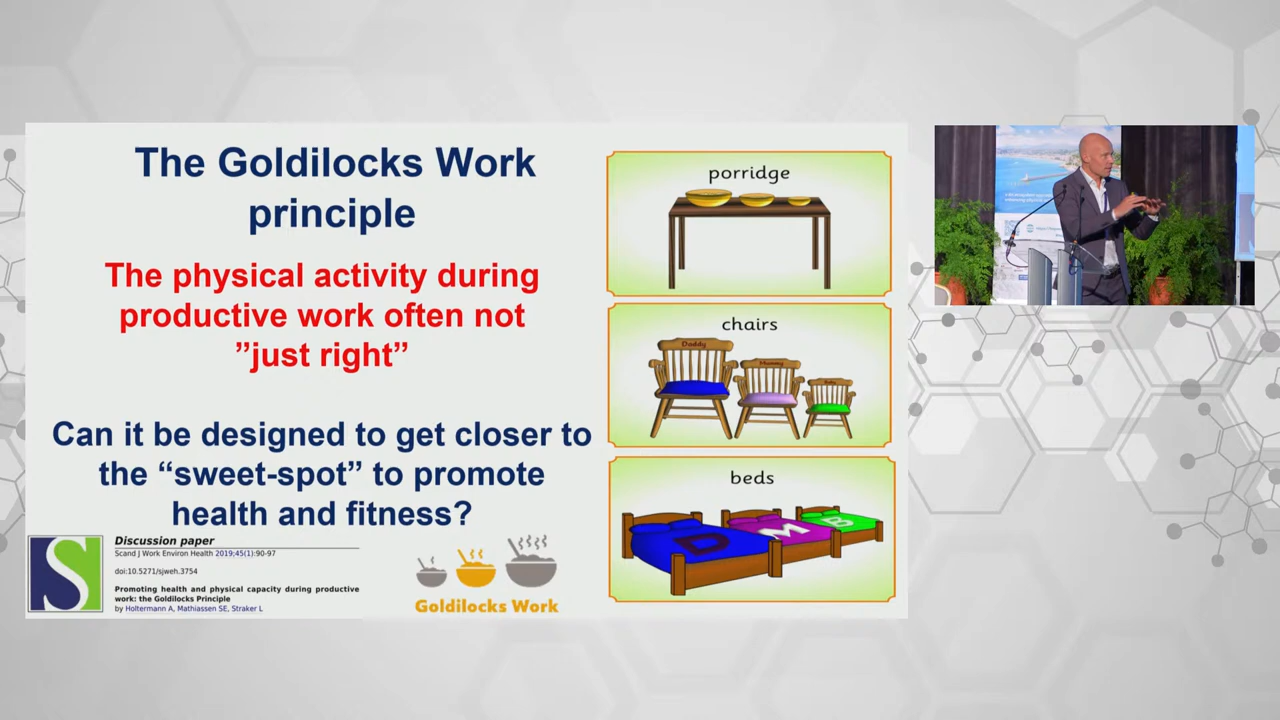 The Goldilocks Work
principle
The physical activity during
productive work often not
”just right”
Can it be designed to get closer to
the “sweet-spot” to promote
health and fitness?
Discussion paper
Scand J Work Environ Health 2019;45(1):90-97
doi:10.5271/sjweh.3754
Promoting health and physical capacity during productive
work: the Goldilocks Principle
by Holtermann A, Mathiassen SE, Straker L
Goldilocks Work
porridge
chairs
Daddy
Mummy
Baby
beds
D
M
B